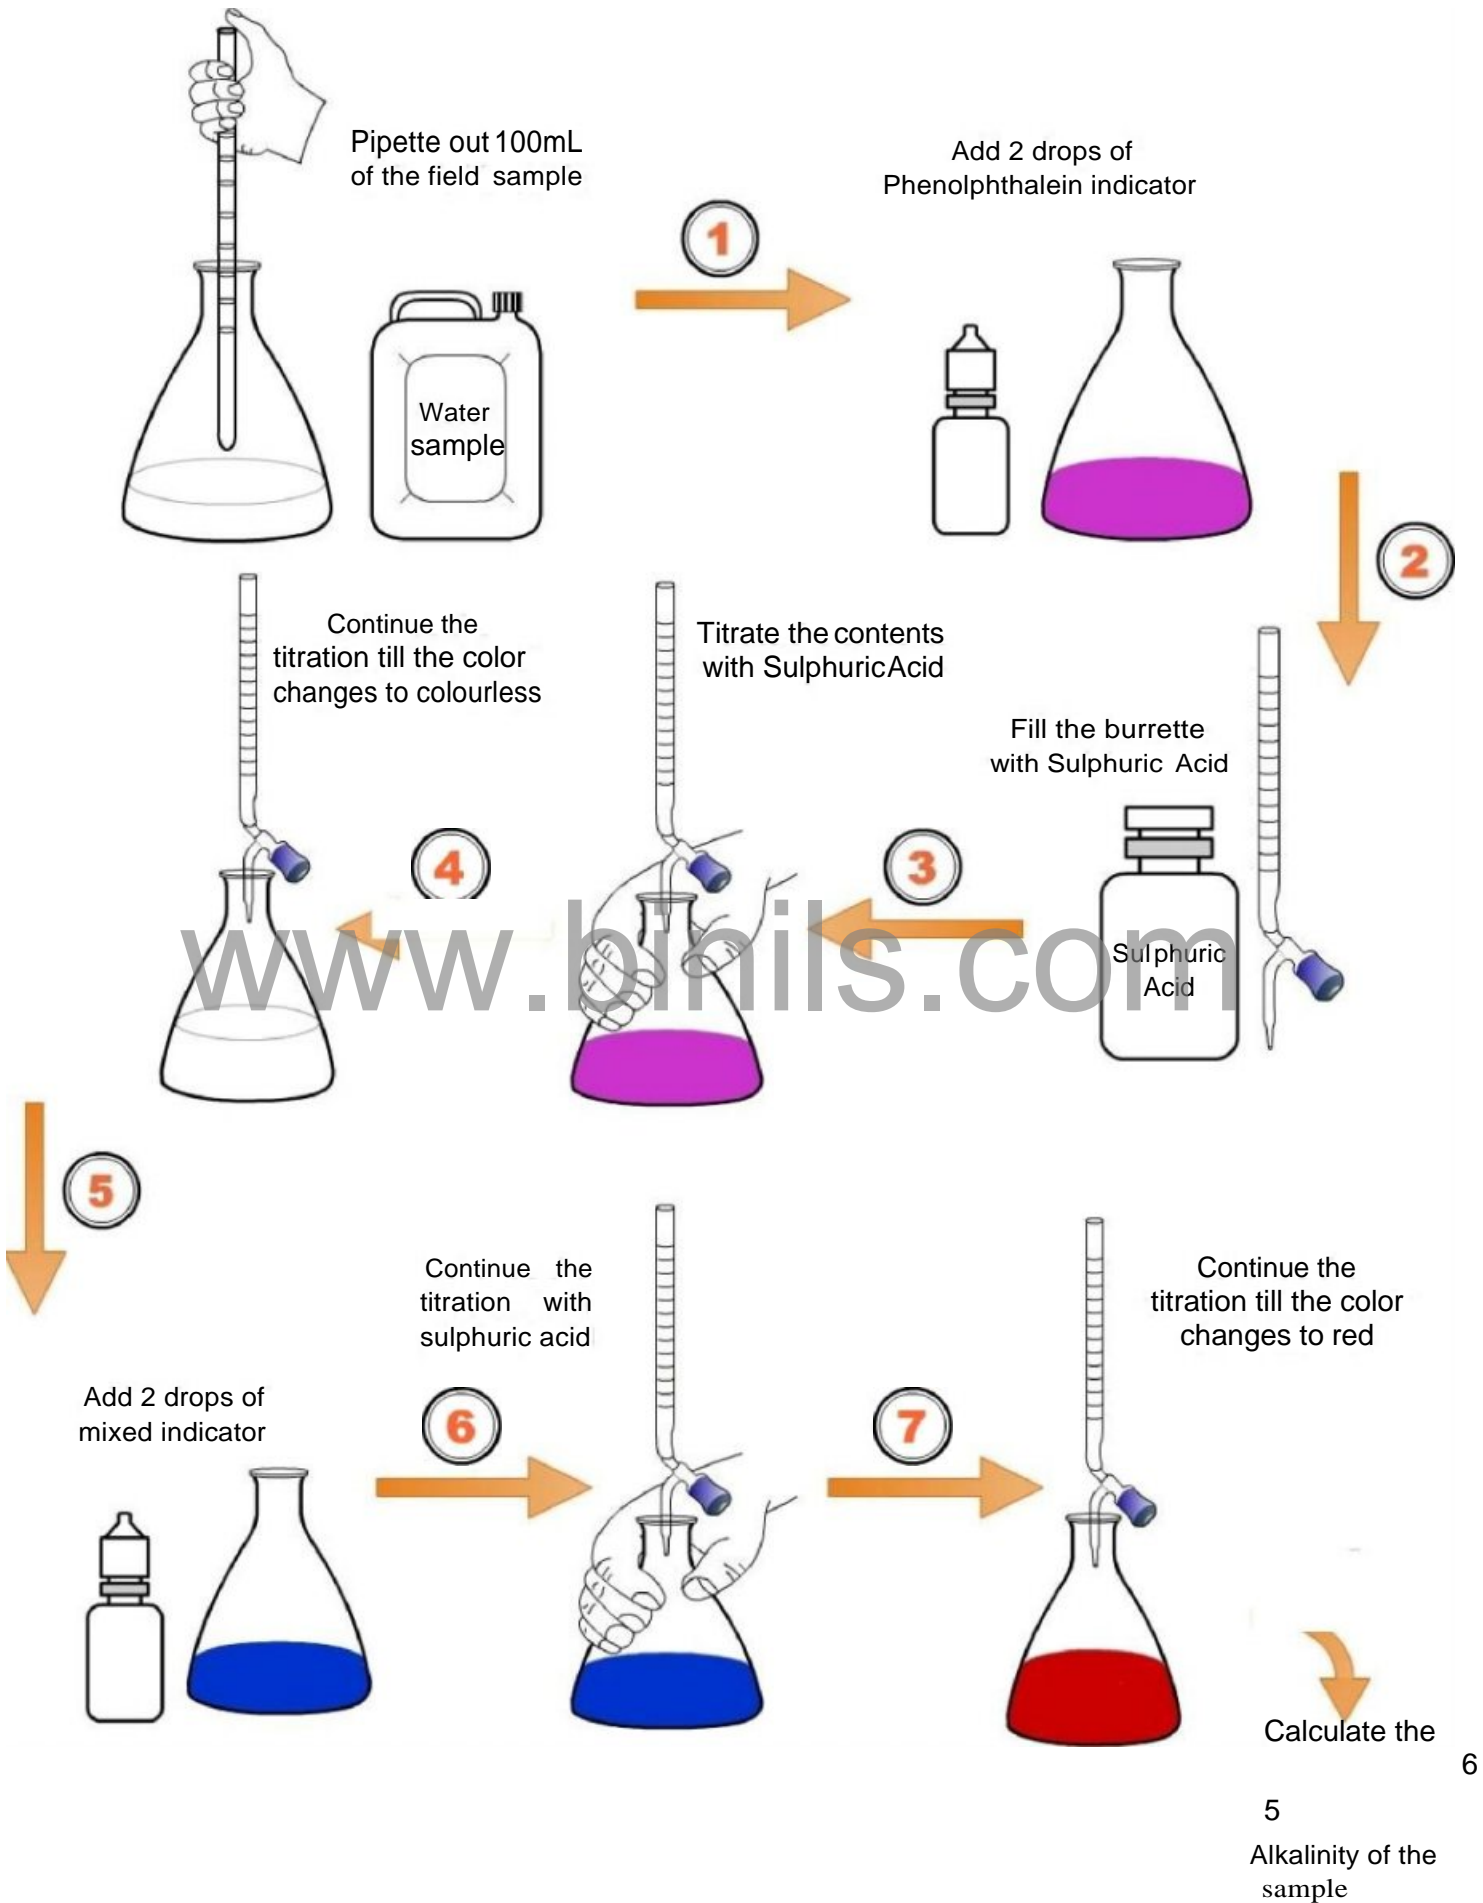 Pipette out 100mL
of the field sample
Water
sample
1
Add 2 drops of
Phenolphthalein indicator
2
Fill the burrette
with Sulphuric Acid
Sulphuric
Acid
3
Titrate the contents
with Sulphuric Acid
4
Continue the
titration till the color
changes to colourless
www.binils.com
5
Add 2 drops of
mixed indicator
6
Continue the
titration with
sulphuric acid
7
Continue the
titration till the color
changes to red
Calculate the
6
5
Alkalinity of the
sample